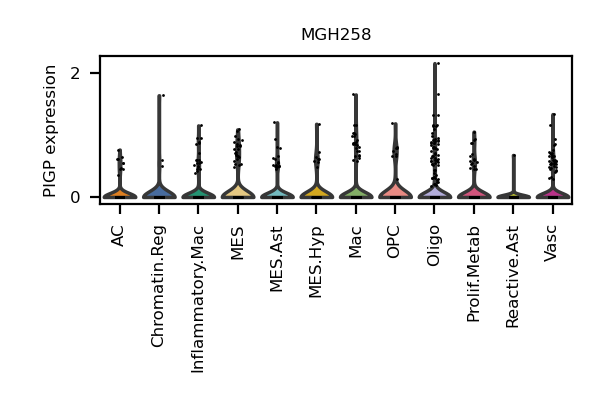 MGH258
PIGP expression
2
0
AC
Chromatin.Reg
Inflammatory.Mac
MES
MES.Ast
MES.Hyp
Mac
OPC
Oligo
Prolif.Metab
Reactive.Ast
Vasc